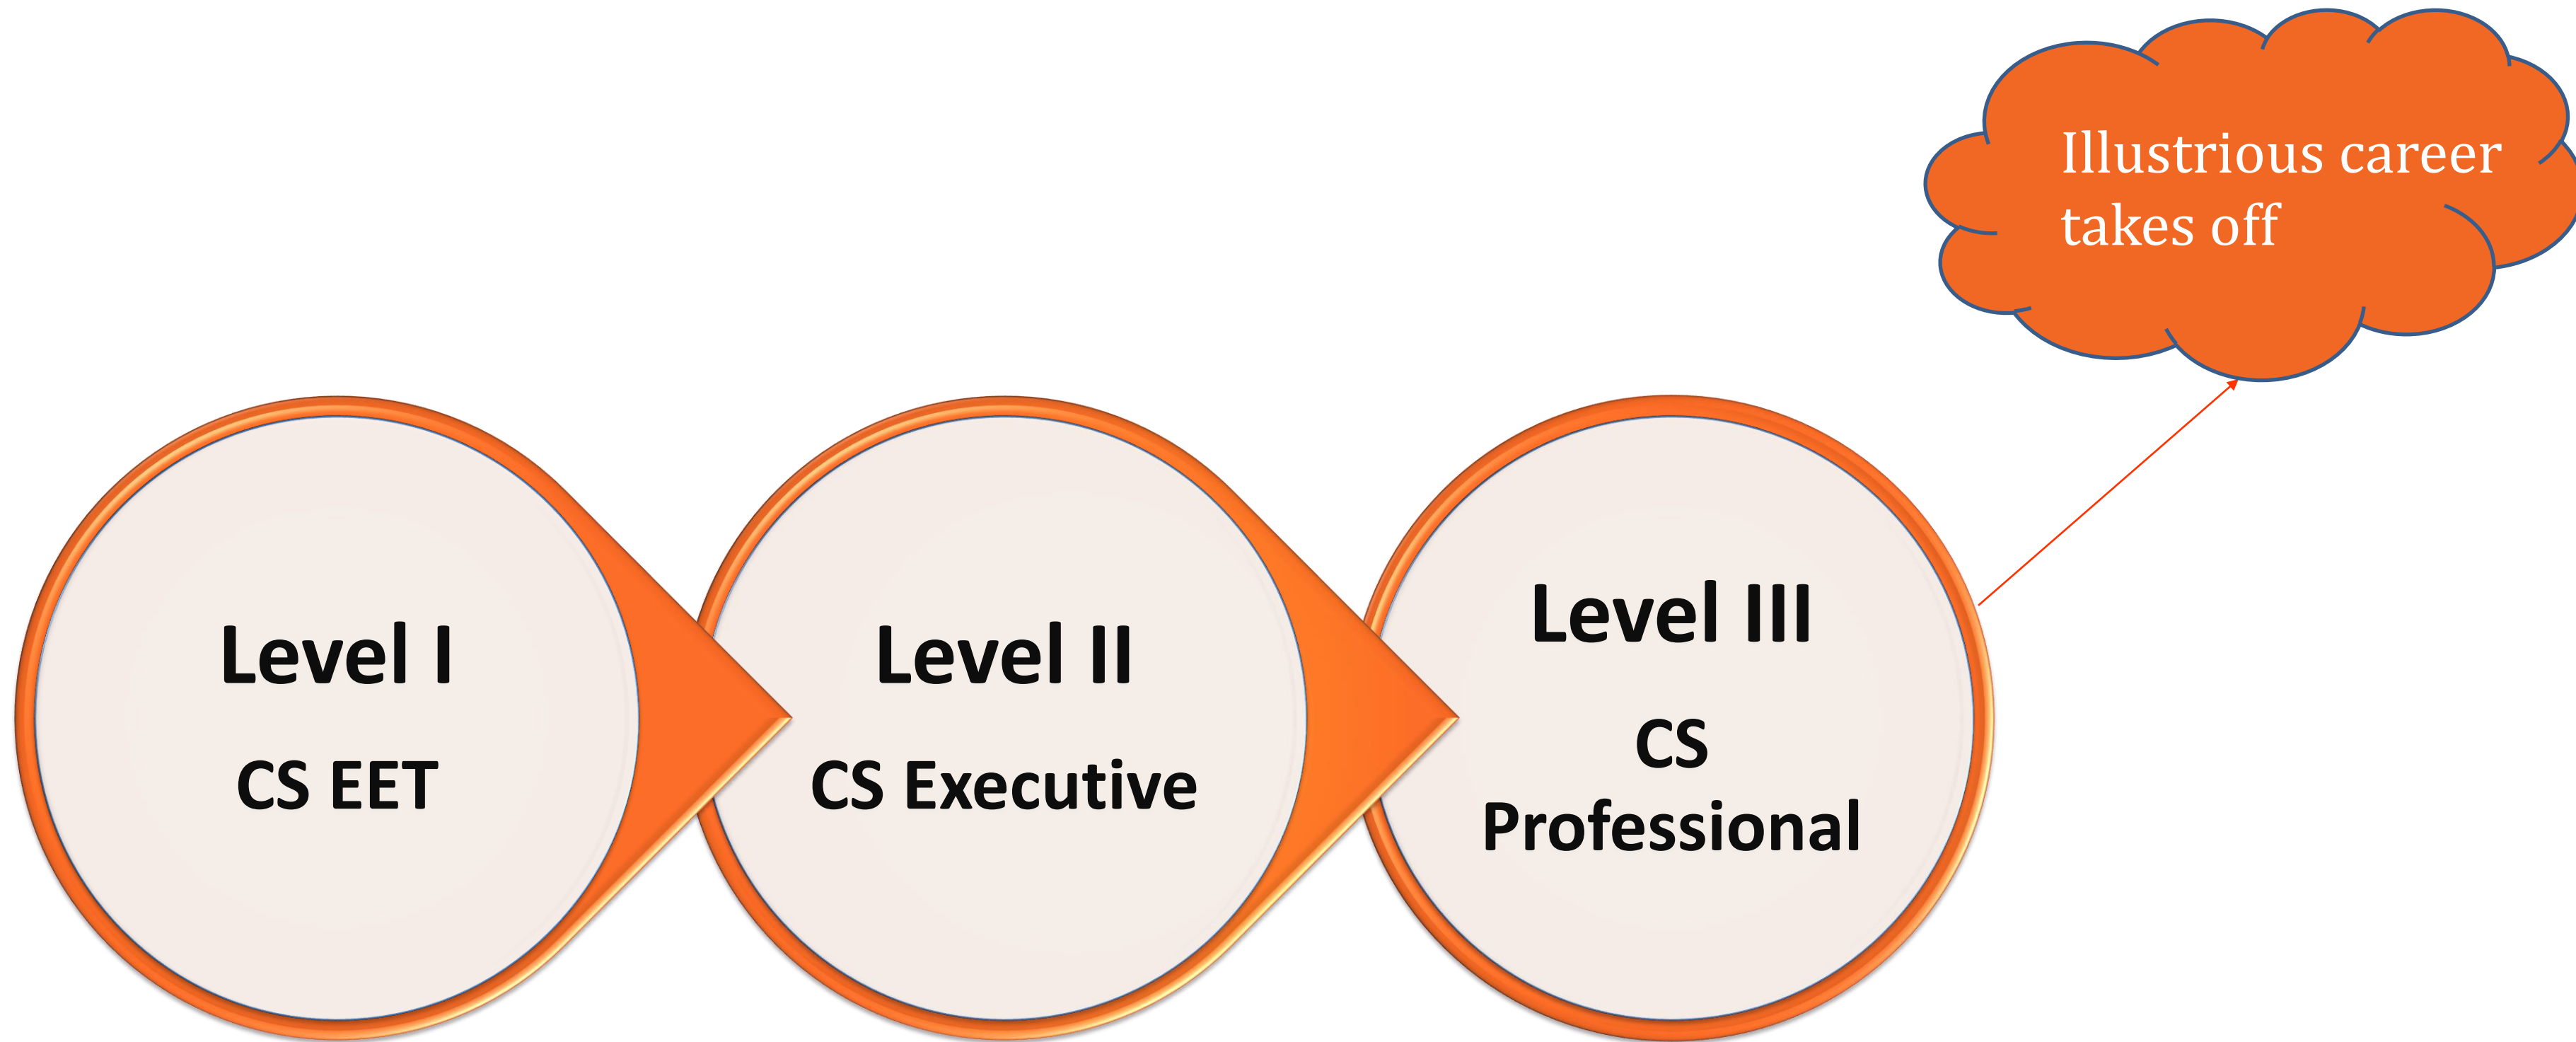 Illustrious career
takes off
Level I
CS EET
Level II
CS Executive
Level III
CS
Professional